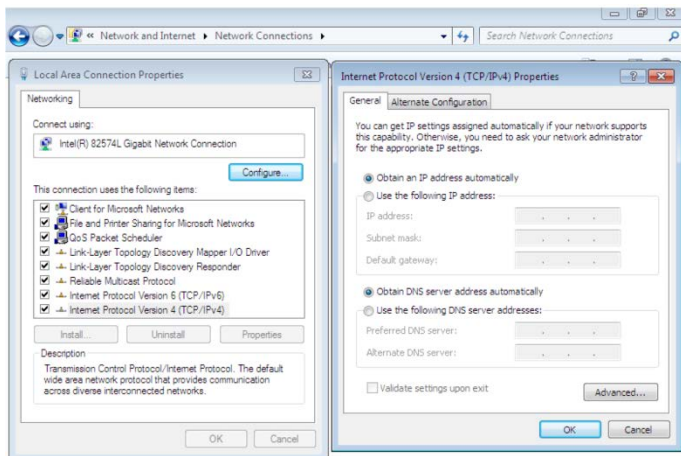 « Network and Internet ▸ Network Connections ▸
Search Network Connections
Local Area Connection Properties
Networking
Connect using:
Intel(R) 82574L Gigabit Network Connection
Configure...
This connection uses the following items:
Client for Microsoft Networks
File and Printer Sharing for Microsoft Networks
QoS Packet Scheduler
Link-Layer Topology Discovery Mapper I/O Driver
Link-Layer Topology Discovery Responder
Reliable Multicast Protocol
Internet Protocol Version 6 (TCP/IPv6)
Internet Protocol Version 4 (TCP/IPv4)
Install...
Uninstall
Properties
Description
Transmission Control Protocol/Internet Protocol. The default
wide area network protocol that provides communication
across diverse interconnected networks.
OK
Cancel
Internet Protocol Version 4 (TCP/IPv4) Properties
General
Alternate Configuration
You can get IP settings assigned automatically if your network supports
this capability. Otherwise, you need to ask your network administrator
for the appropriate IP settings.
Obtain an IP address automatically
Use the following IP address:
IP address:
Subnet mask:
Default gateway:
Obtain DNS server address automatically
Use the following DNS server addresses:
Preferred DNS server:
Alternate DNS server:
Validate settings upon exit
Advanced...
OK
Cancel